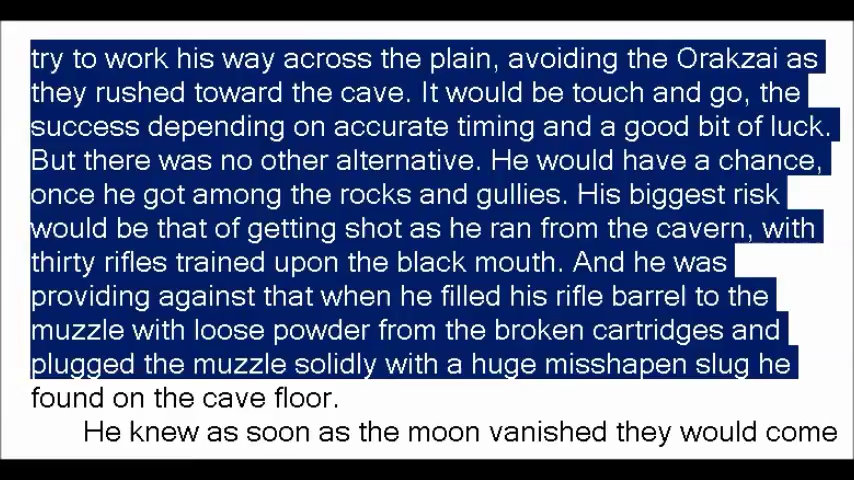 try to work his way across the plain, avoiding the Orakzai as
they rushed toward the cave. It would be touch and go, the
success depending on accurate timing and a good bit of luck.
But there was no other alternative. He would have a chance,
once he got among the rocks and gullies. His biggest risk
would be that of getting shot as he ran from the cavern, with
thirty rifles trained upon the black mouth. And he was
providing against that when he filled his rifle barrel to the
muzzle with loose powder from the broken cartridges and
plugged the muzzle solidly with a huge misshapen slug he
found on the cave floor.
He knew as soon as the moon vanished they would come